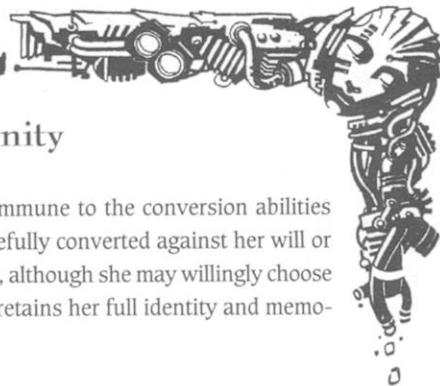 nity
mmune to the conversion abilities
efully converted against her will or
, although she may willingly choose
retains her full identity and memo-